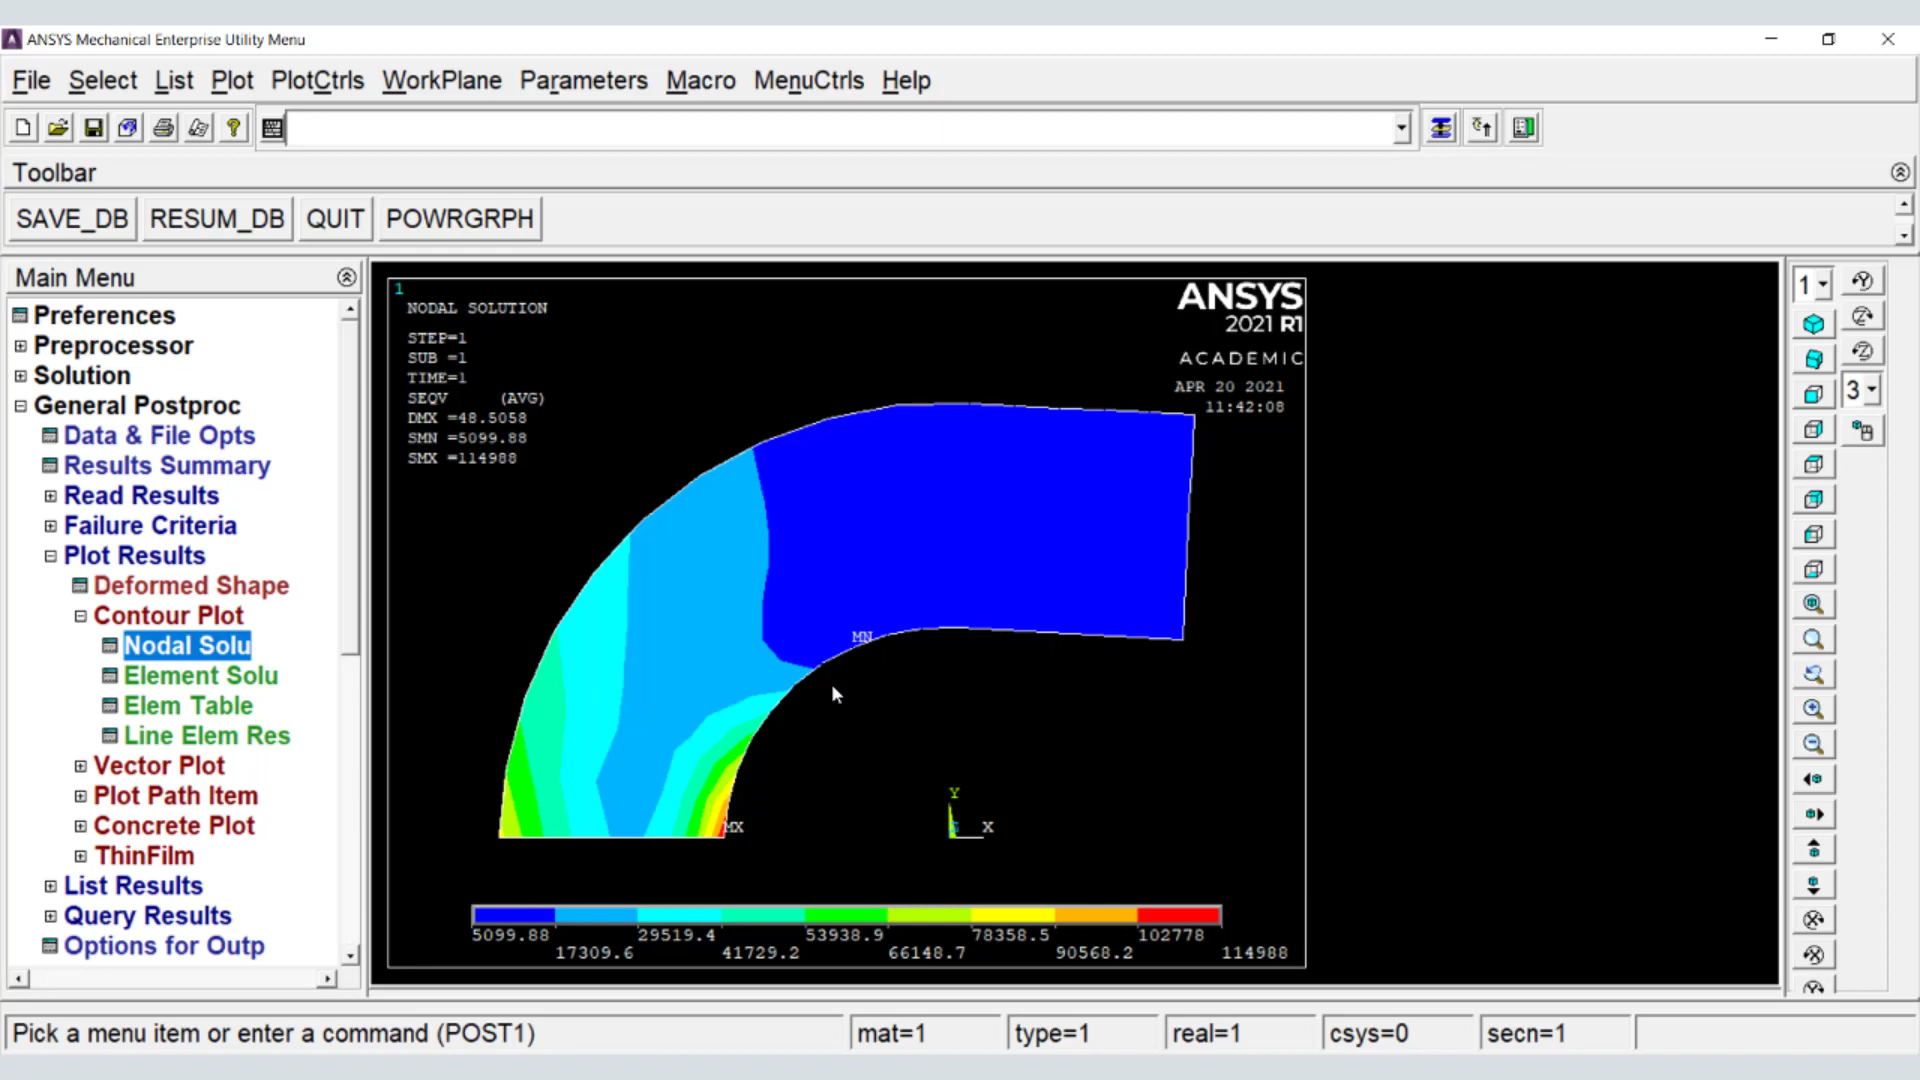 ANSYS Mechanical Enterprise Utility Menu
File Select List Plot PlotCtrls WorkPlane Parameters Macro MenuCtrls Help
Toolbar
SAVE_DB RESUM_DB QUIT POWRGRPH
Main Menu
Preferences
Preprocessor
Solution
General Postproc
Data & File Opts
Results Summary
Read Results
Failure Criteria
Plot Results
Deformed Shape
Contour Plot
Nodal Solu
Element Solu
Elem Table
Line Elem Res
Vector Plot
Plot Path Item
Concrete Plot
ThinFilm
List Results
Query Results
Options for Outp
1
NODAL SOLUTION
STEP=1
SUB =1
TIME=1
SEQV (AVG)
DMX =48.5058
SMN =5099.88
SMX =114988
ANSYS
2021 R1
ACADEMIC
APR 20 2021
11:42:08
MN
MX
Y
X
5099.88 29519.4 53938.9 78358.5 102778
17309.6 41729.2 66148.7 90568.2 114988
1
3
Pick a menu item or enter a command (POST1) mat=1 type=1 real=1 csys=0 secn=1